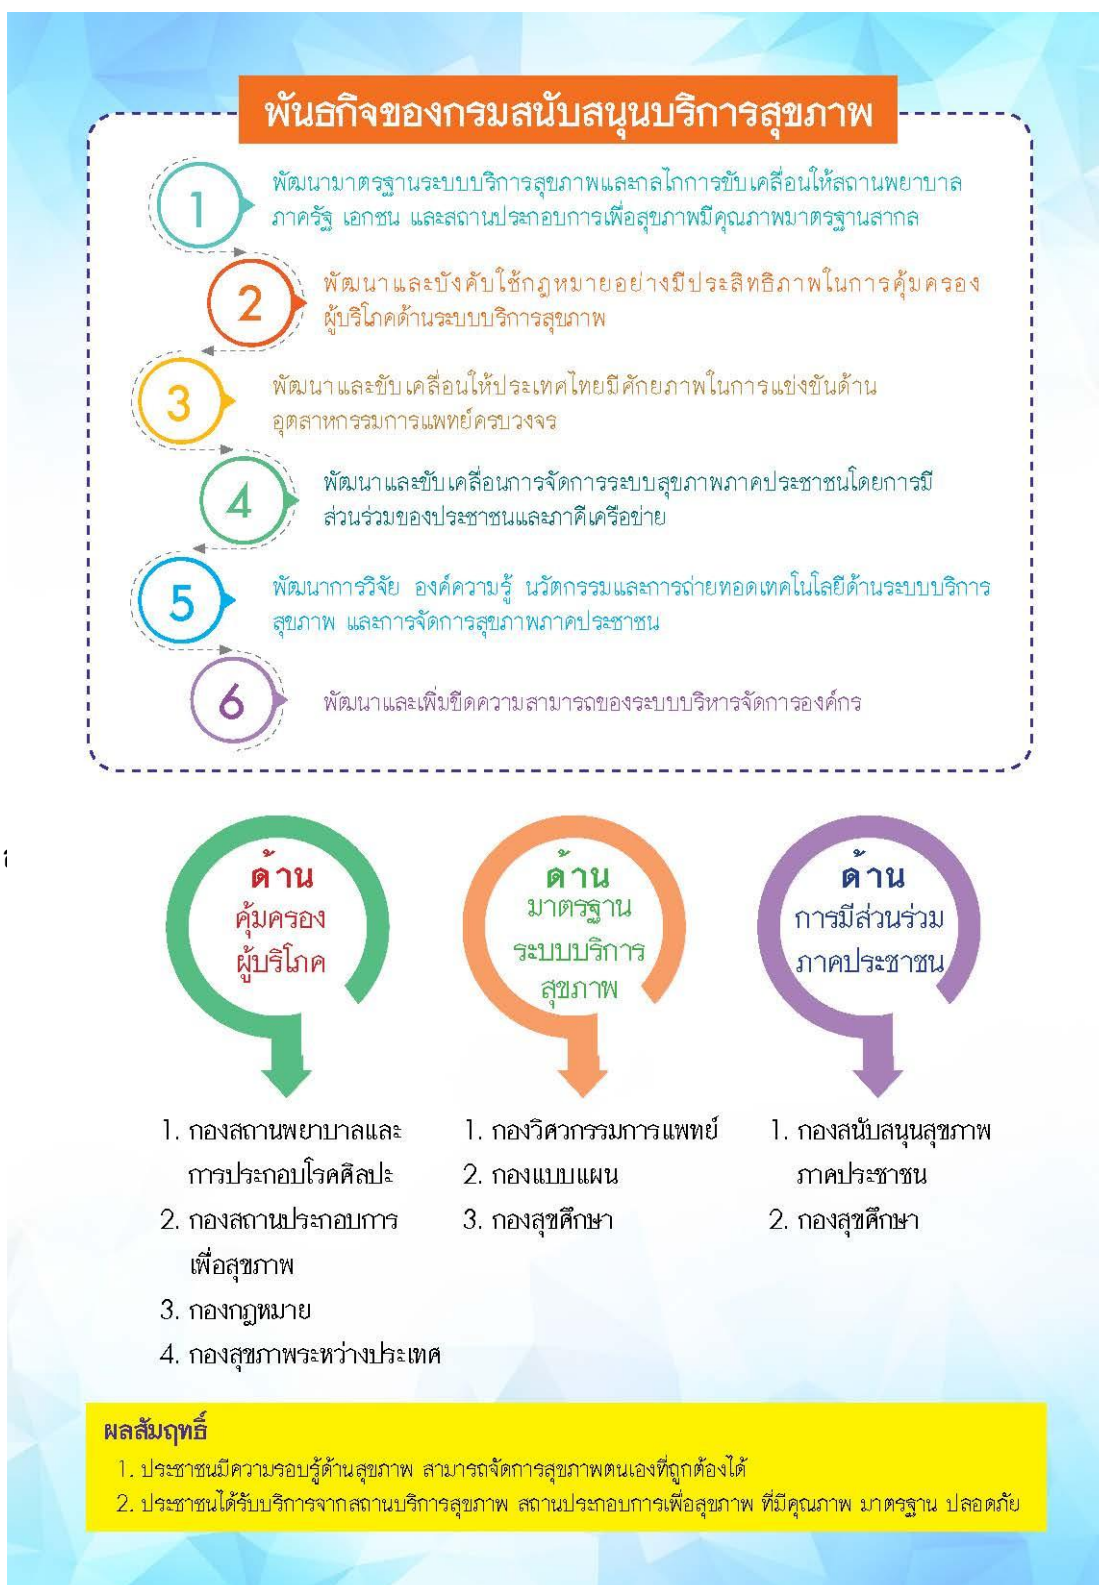 พันธกิจของกรมสนับสนุนบริการสุขภาพ
1
พัฒนามาตรฐานระบบบริการสุขภาพและกลไกการขับเคลื่อนให้สถานพยาบาล
ภาครัฐ เอกชน และสถานประกอบการเพื่อสุขภาพมีคุณภาพมาตรฐานสากล
2
พัฒนาและบังคับใช้กฎหมายอย่างมีประสิทธิภาพในการคุ้มครอง
ผู้บริโภคด้านระบบบริการสุขภาพ
3
พัฒนาและขับเคลื่อนให้ประเทศไทยมีศักยภาพในการแข่งขันด้าน
อุตสาหกรรมการแพทย์ครบวงจร
4
พัฒนาและขับเคลื่อนการจัดการระบบสุขภาพภาคประชาชนโดยการมี
ส่วนร่วมของประชาชนและภาคีเครือข่าย
5
พัฒนาการวิจัย องค์ความรู้ นวัตกรรมและการถ่ายทอดเทคโนโลยีด้านระบบบริการ
สุขภาพ และการจัดการสุขภาพภาคประชาชน
6
พัฒนาและเพิ่มขีดความสามารถของระบบบริหารจัดการองค์กร
ด้าน
คุ้มครอง
ผู้บริโภค
1. กองสถานพยาบาลและ
การประกอบโรคศิลปะ
2. กองสถานประกอบการ
เพื่อสุขภาพ
3. กองกฎหมาย
4. กองสุขภาพระหว่างประเทศ
ด้าน
มาตรฐาน
ระบบบริการ
สุขภาพ
1. กองวิศวกรรมการแพทย์
2. กองแบบแผน
3. กองสุขศึกษา
ด้าน
การมีส่วนร่วม
ภาคประชาชน
1. กองสนับสนุนสุขภาพ
ภาคประชาชน
2. กองสุขศึกษา
ผลสัมฤทธิ์
1. ประชาชนมีความรอบรู้ด้านสุขภาพ สามารถจัดการสุขภาพตนเองที่ถูกต้องได้
2. ประชาชนได้รับบริการจากสถานบริการสุขภาพ สถานประกอบการเพื่อสุขภาพ ที่มีคุณภาพ มาตรฐาน ปลอดภัย